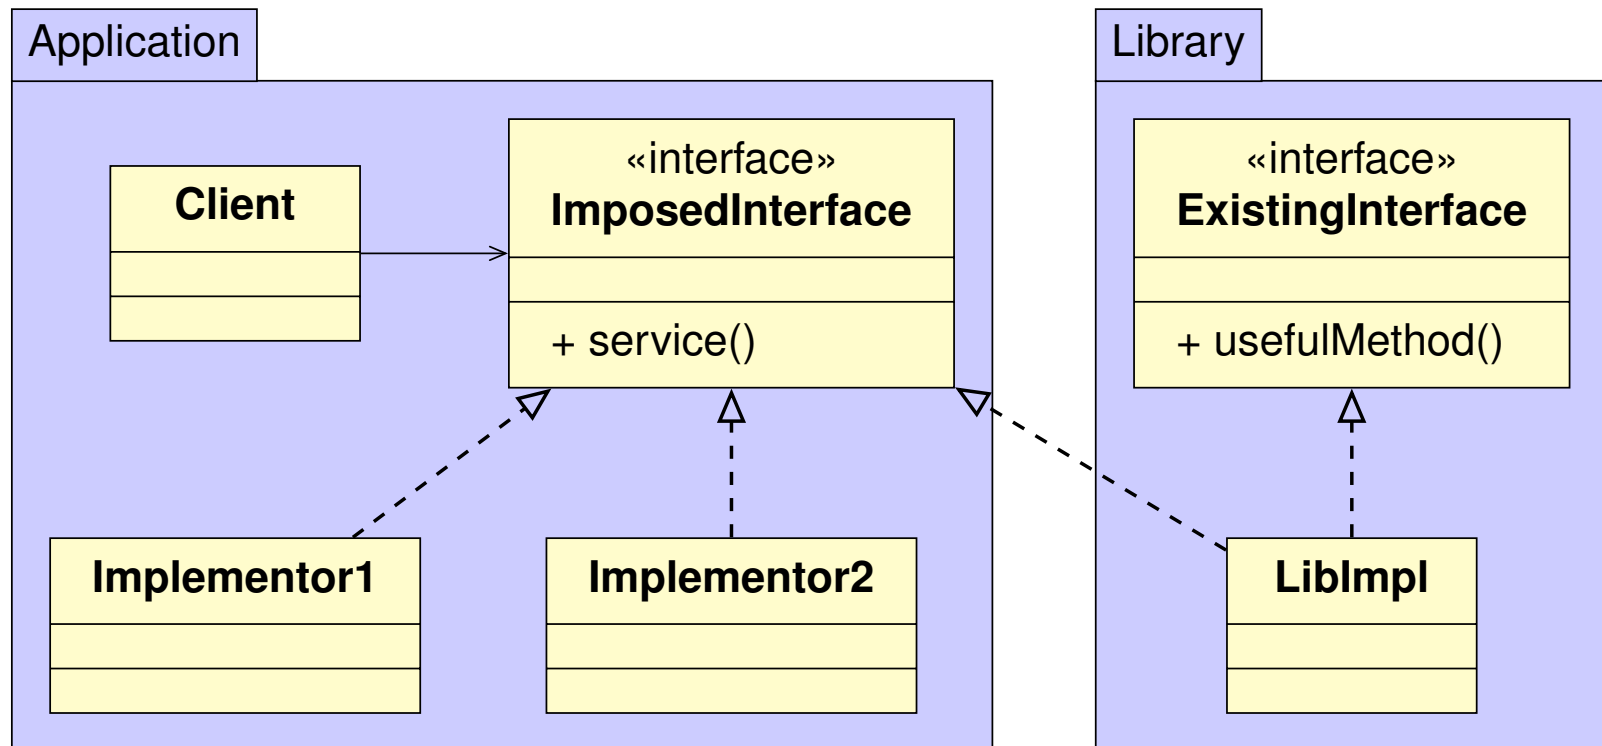 Application
Library
Client
«interface»
ImposedInterface
+ service()
«interface»
ExistingInterface
+ usefulMethod()
Implementor1
Implementor2
LibImpl